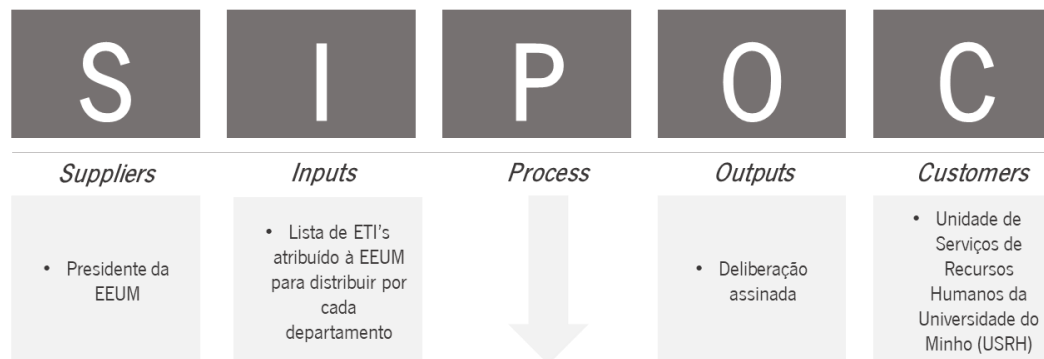 S I P O C
Suppliers Inputs Process Outputs Customers
• Presidente da
EEUM
• Lista de ETI's
atribuído à EEUM
para distribuir por
cada
departamento
• Deliberação
assinada
• Unidade de
Serviços de
Recursos
Humanos da
Universidade do
Minho (USRH)